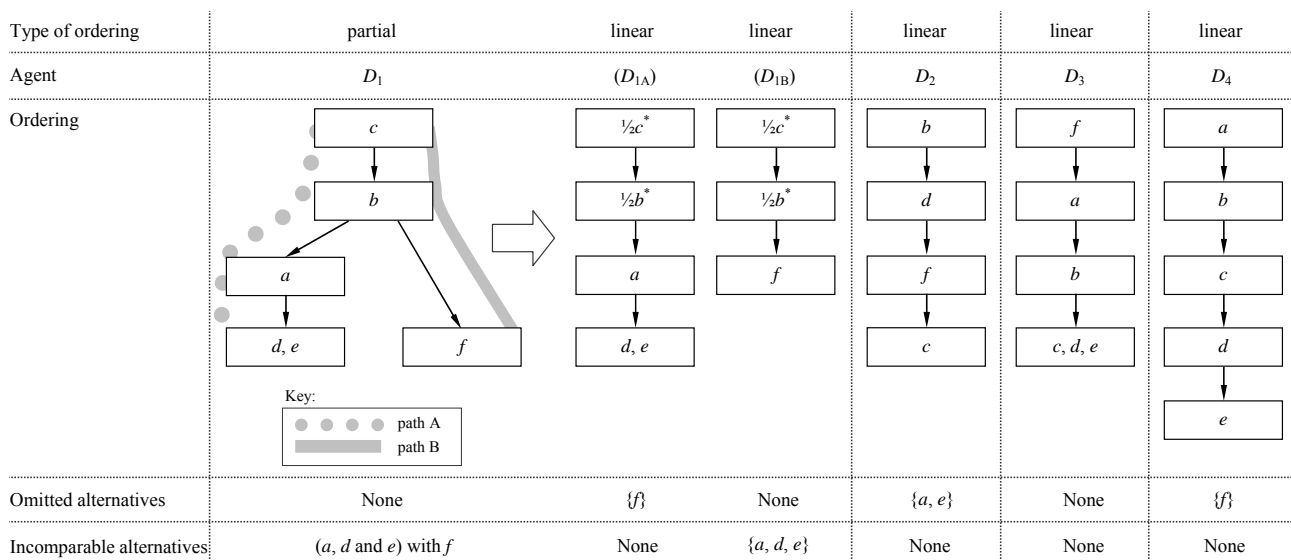 Type of ordering partial linear linear linear linear linear
Agent D1 (D1A) (D1B) D2 D3 D4
Ordering c ½c* ½c* b f a
b ½b* ½b* d a b
a a f f b c
d, e f d, e c c, d, e d
Key:
path A
path B
e
Omitted alternatives None {f} None {a, e} None {f}
Incomparable alternatives (a, d and e) with f None {a, d, e} None None None